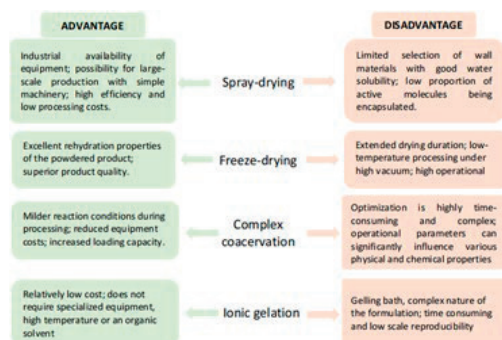 ADVANTAGE
DISADVANTAGE
Industrial availability of
equipment; possibility for large-
scale production with simple
machinery; high efficiency and
low processing costs.
Spray-drying
Limited selection of wall
materials with good water
solubility; low proportion of
active molecules being
encapsulated.
Excellent rehydration properties
of the powdered product;
superior product quality.
Freeze-drying
Extended drying duration; low-
temperature processing under
high vacuum; high operational
Milder reaction conditions during
processing; reduced equipment
costs; increased loading capacity.
Complex
coacervation
Optimization is highly time-
consuming and complex;
operational parameters can
significantly influence various
physical and chemical properties
Relatively low cost; does not
require specialized equipment,
high temperature or an organic
solvent
Ionic gelation
Gelling bath, complex nature of
the formulation; time consuming
and low scale reproducibility